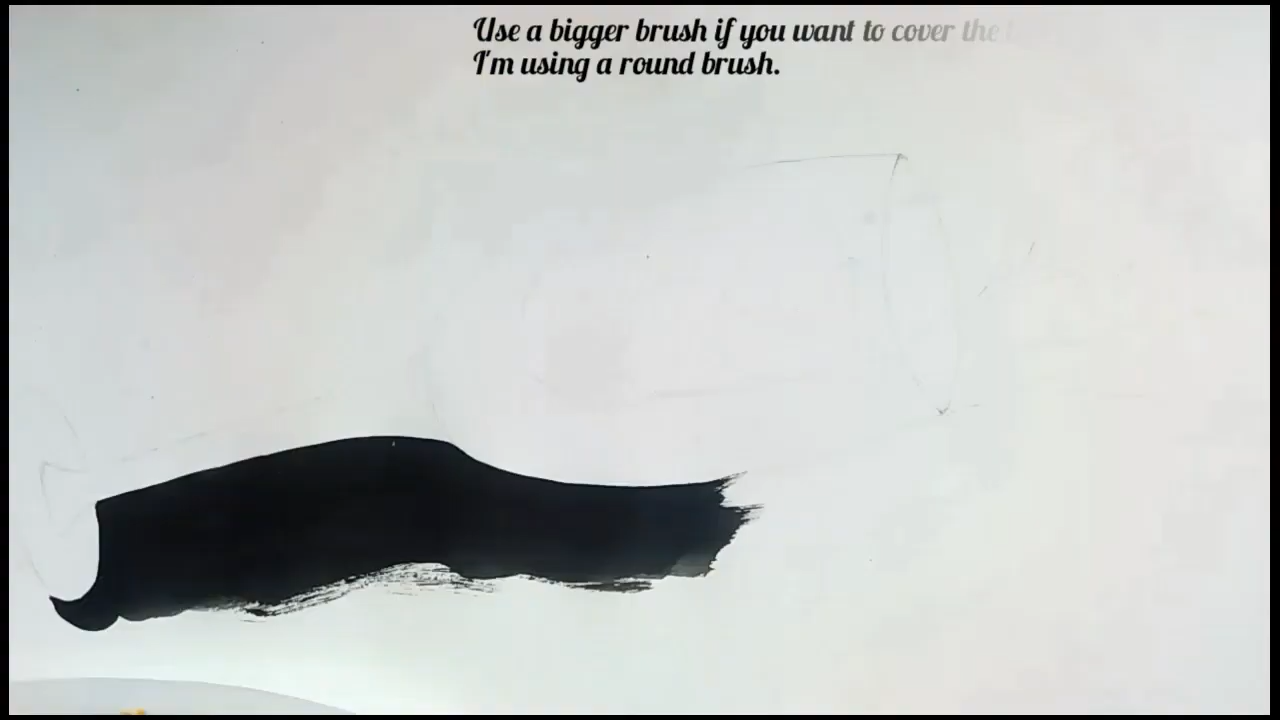 Use a bigger brush if you want to cover the
I'm using a round brush.